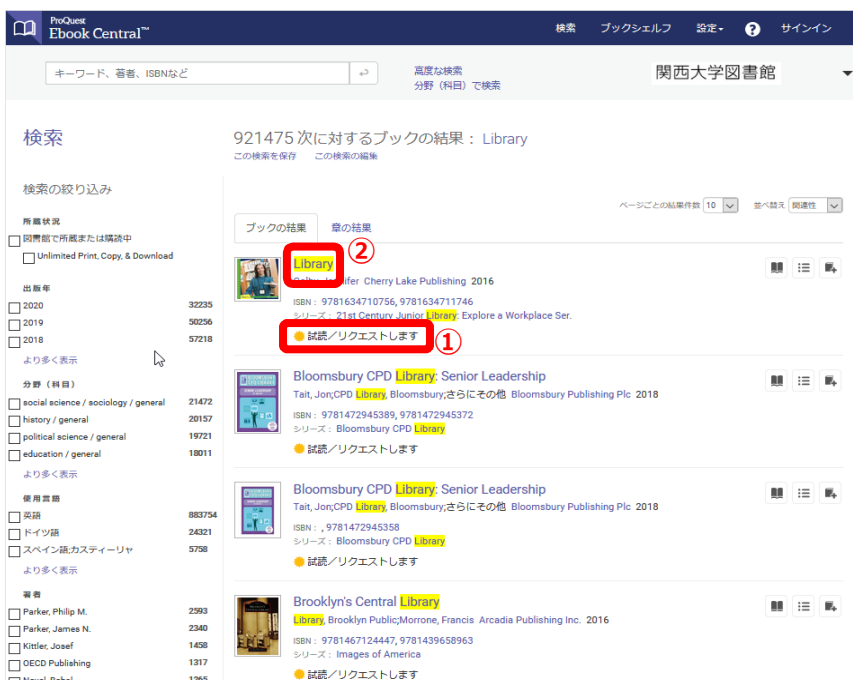 ProQuest
Ebook Central™
検索 ブックシェルフ 設定 ? サインイン
キーワード、著者、ISBNなど
高度な検索
分野（科目）で検索
関西大学図書館
検索
921475 次に対するブックの結果： Library
この検索を保存 この検索の編集
検索の絞り込み
ページごとの結果件数 10 並べ替え 関連性
ブックの結果 章の結果
所蔵状況
図書館で所蔵または購読中
Unlimited Print, Copy, & Download
出版年
2020 32235
2019 50256
2018 57218
より多く表示
分野（科目）
social science / sociology / general 21472
history / general 20157
political science / general 19721
education / general 18011
より多く表示
使用言語
英語 883754
ドイツ語 24321
スペイン語;カスティーリャ 5758
より多く表示
著者
Parker, Philip M. 2593
Parker, James N. 2340
Kittler, Josef 1458
OECD Publishing 1317
1265
②
Library
Cherry Lake Publishing 2016
ISBN： 9781634710756, 9781634711746
シリーズ： 21st Century Junior Library: Explore a Workplace Ser.
試読／リクエストします
①
Bloomsbury CPD Library: Senior Leadership
Tait, Jon;CPD Library, Bloomsbury;さらにその他 Bloomsbury Publishing Plc 2018
ISBN： 9781472945389, 9781472945372
シリーズ： Bloomsbury CPD Library
試読／リクエストします
Bloomsbury CPD Library: Senior Leadership
Tait, Jon;CPD Library, Bloomsbury;さらにその他 Bloomsbury Publishing Plc 2018
ISBN： , 9781472945358
シリーズ： Bloomsbury CPD Library
試読／リクエストします
Brooklyn's Central Library
Library, Brooklyn Public;Morrone, Francis Arcadia Publishing Inc. 2016
ISBN： 9781467124447, 9781439658963
シリーズ： Images of America
試読／リクエストします